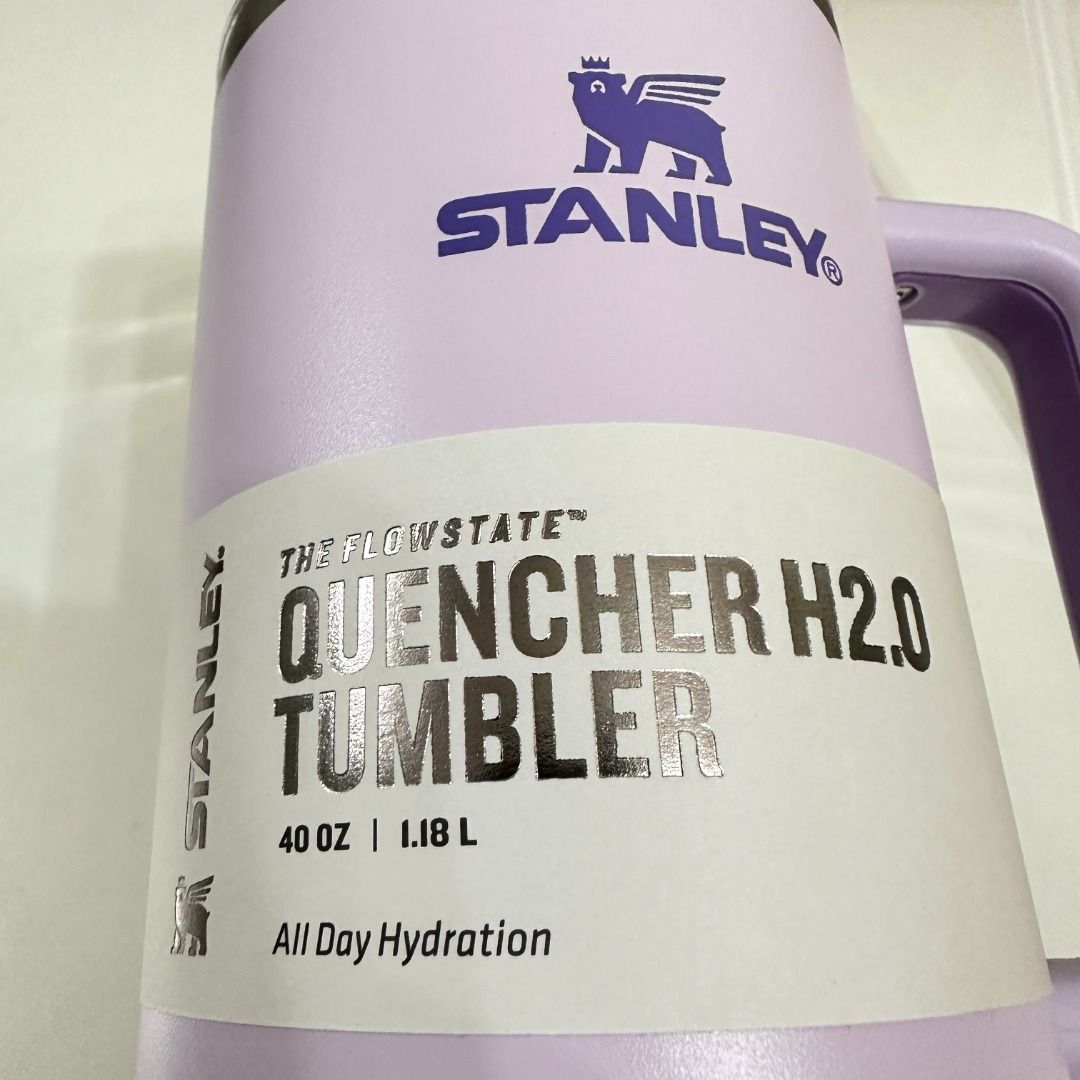 STANLEY®
THE FLOWSTATE™
QUENCHER H2.0
TUMBLER
40 OZ | 1.18 L
All Day Hydration
STANLEY.